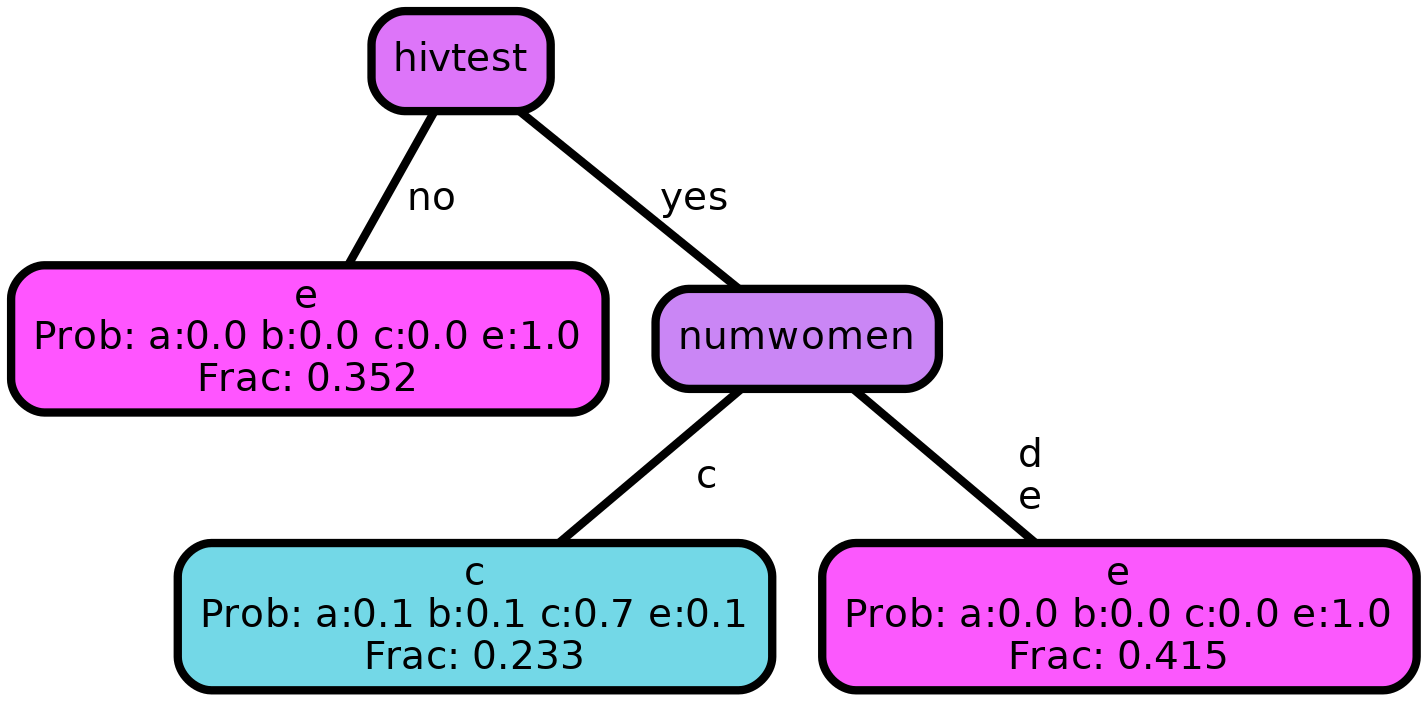 hivtest
no
yes
e
Prob: a:0.0 b:0.0 c:0.0 e:1.0
Frac: 0.352
numwomen
c
d
e
c
Prob: a:0.1 b:0.1 c:0.7 e:0.1
Frac: 0.233
e
Prob: a:0.0 b:0.0 c:0.0 e:1.0
Frac: 0.415